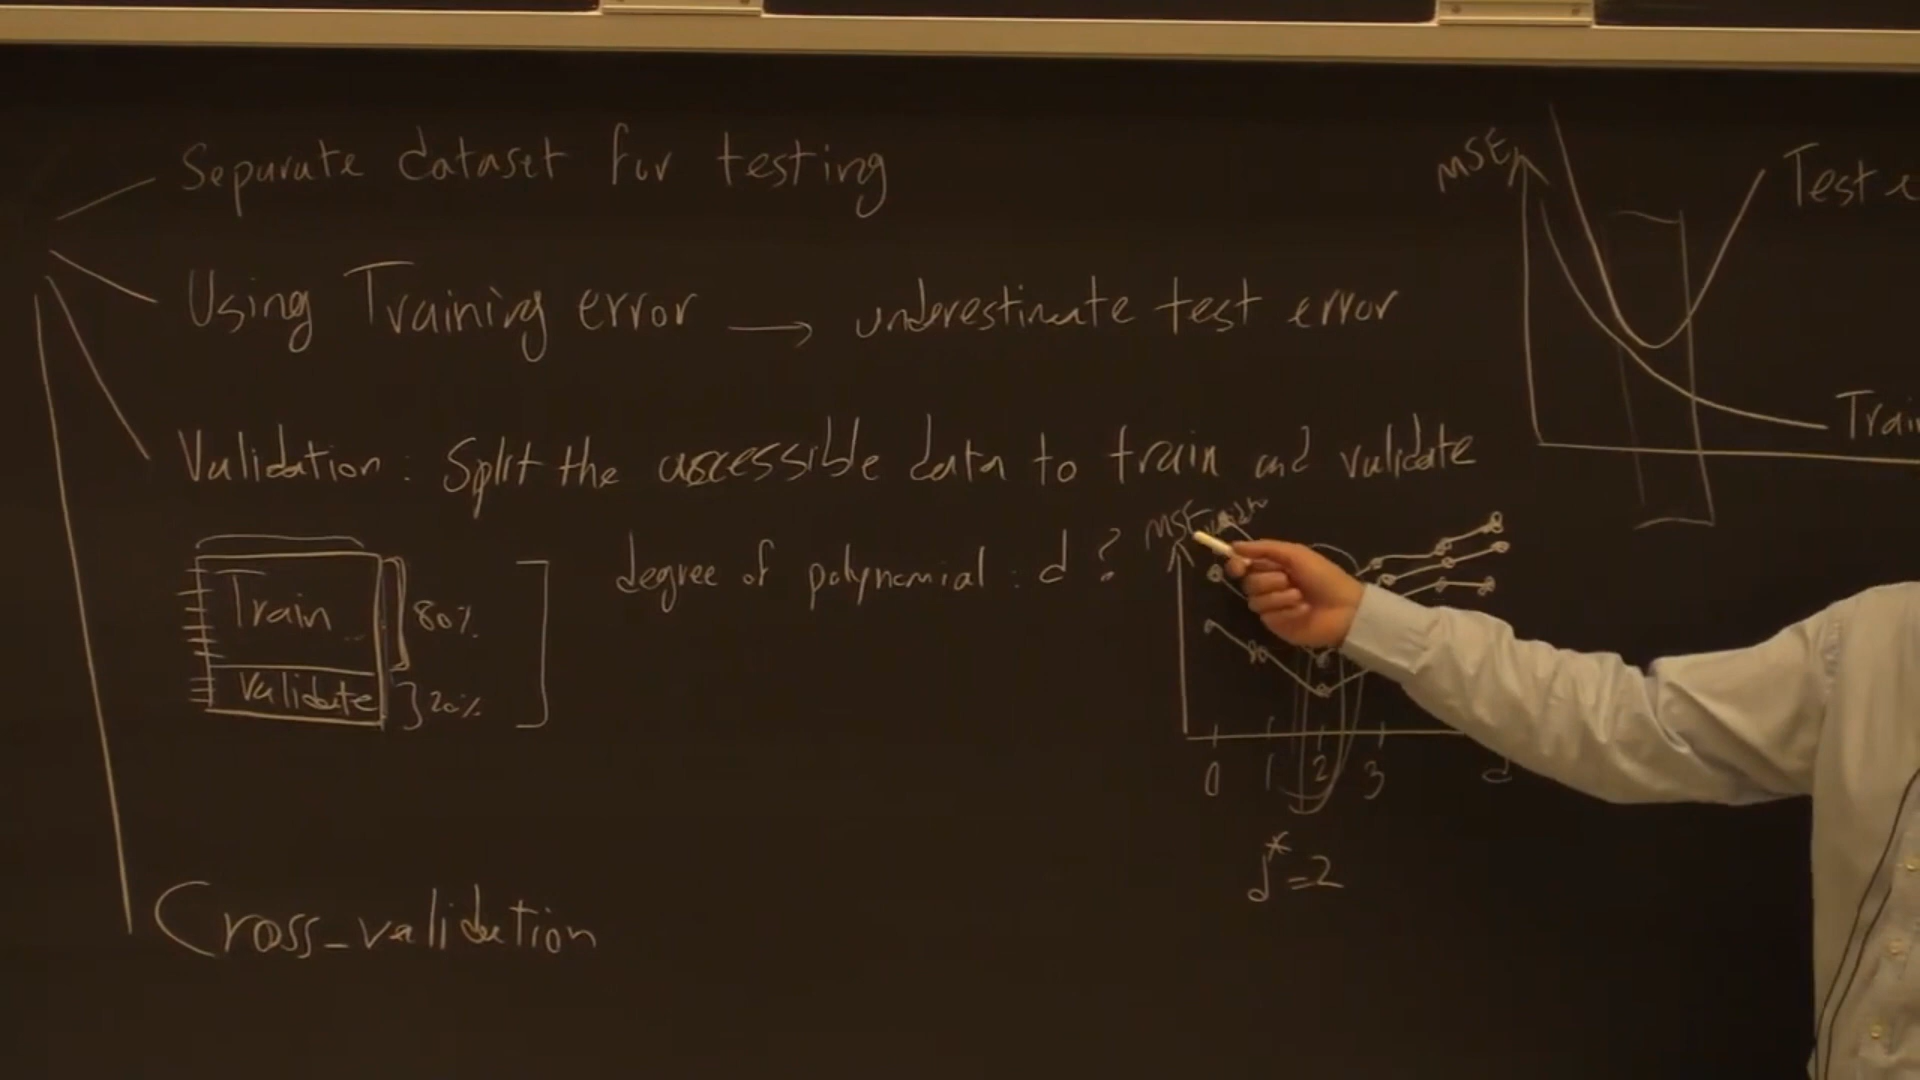 Separate dataset for testing
Using Training error → underestimate test error
Validation : Split the accessible data to train and validate
Train
80%
Validate
20%
degree of polynomial : d ?
MSE
0 1 2 3 d
d* = 2
Cross-validation
MSE
Test e
Train